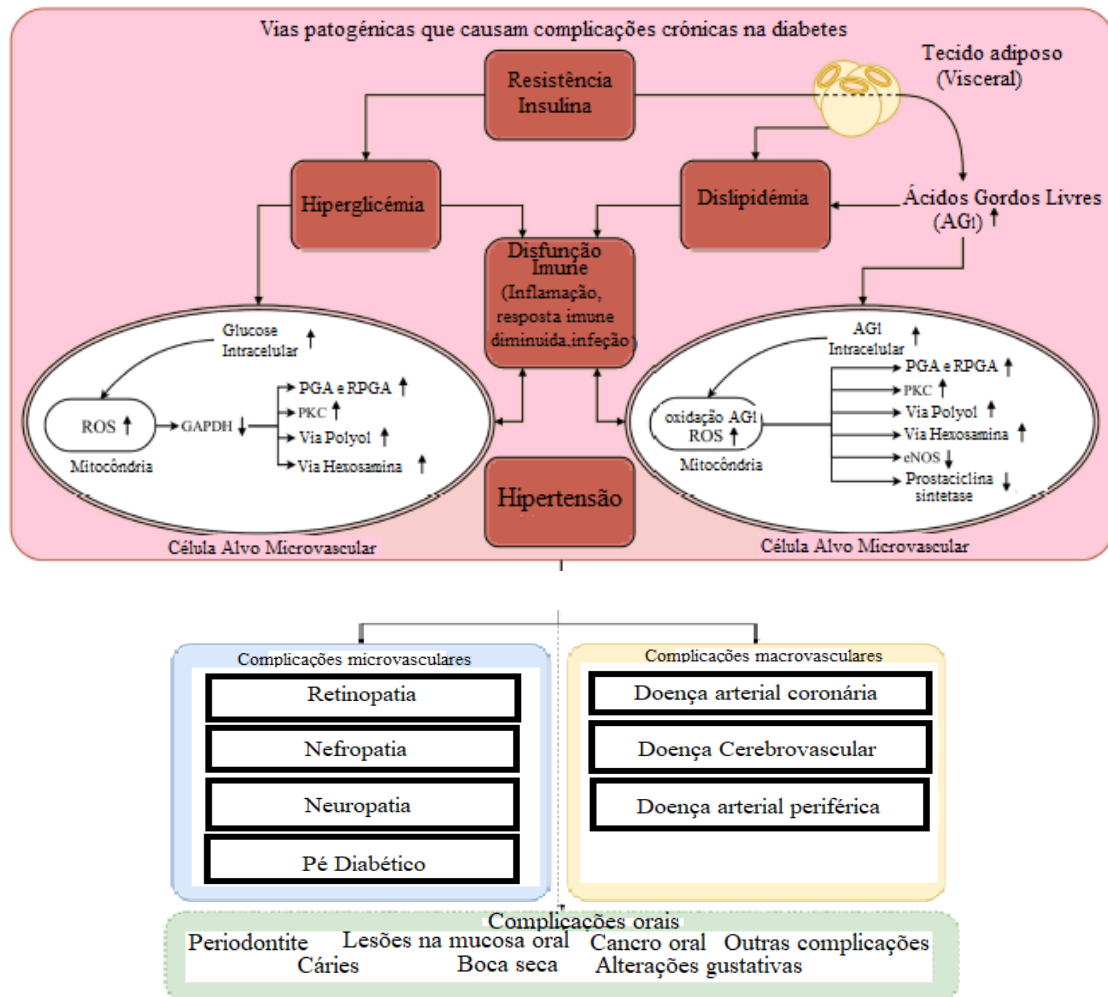 Vias patogénicas que causam complicações crónicas na diabetes
Tecido adiposo
(Visceral)
Resistência
Insulina
Hiperglicémia
Dislipidémia
Ácidos Gordos Livres
(AGl) ↑
Disfunção
Imune
(Inflamação,
resposta imune
diminuída,infeção)
Glucose
Intracelular ↑
ROS ↑
Mitocôndria
GAPDH ↓
PGA e RPGA ↑
PKC ↑
Via Polyol ↑
Via Hexosamina ↑
Célula Alvo Microvascular
AGl
Intracelular ↑
oxidação AGl
ROS ↑
Mitocôndria
PGA e RPGA ↑
PKC ↑
Via Polyol ↑
Via Hexosamina ↑
eNOS ↓
Prostaciclina
sintetase ↓
Célula Alvo Microvascular
Hipertensão
Complicações microvasculares
Retinopatia
Nefropatia
Neuropatia
Pé Diabético
Complicações macrovasculares
Doença arterial coronária
Doença Cerebrovascular
Doença arterial periférica
Complicações orais
Periodontite Lesões na mucosa oral Cancro oral Outras complicações
Cáries Boca seca Alterações gustativas